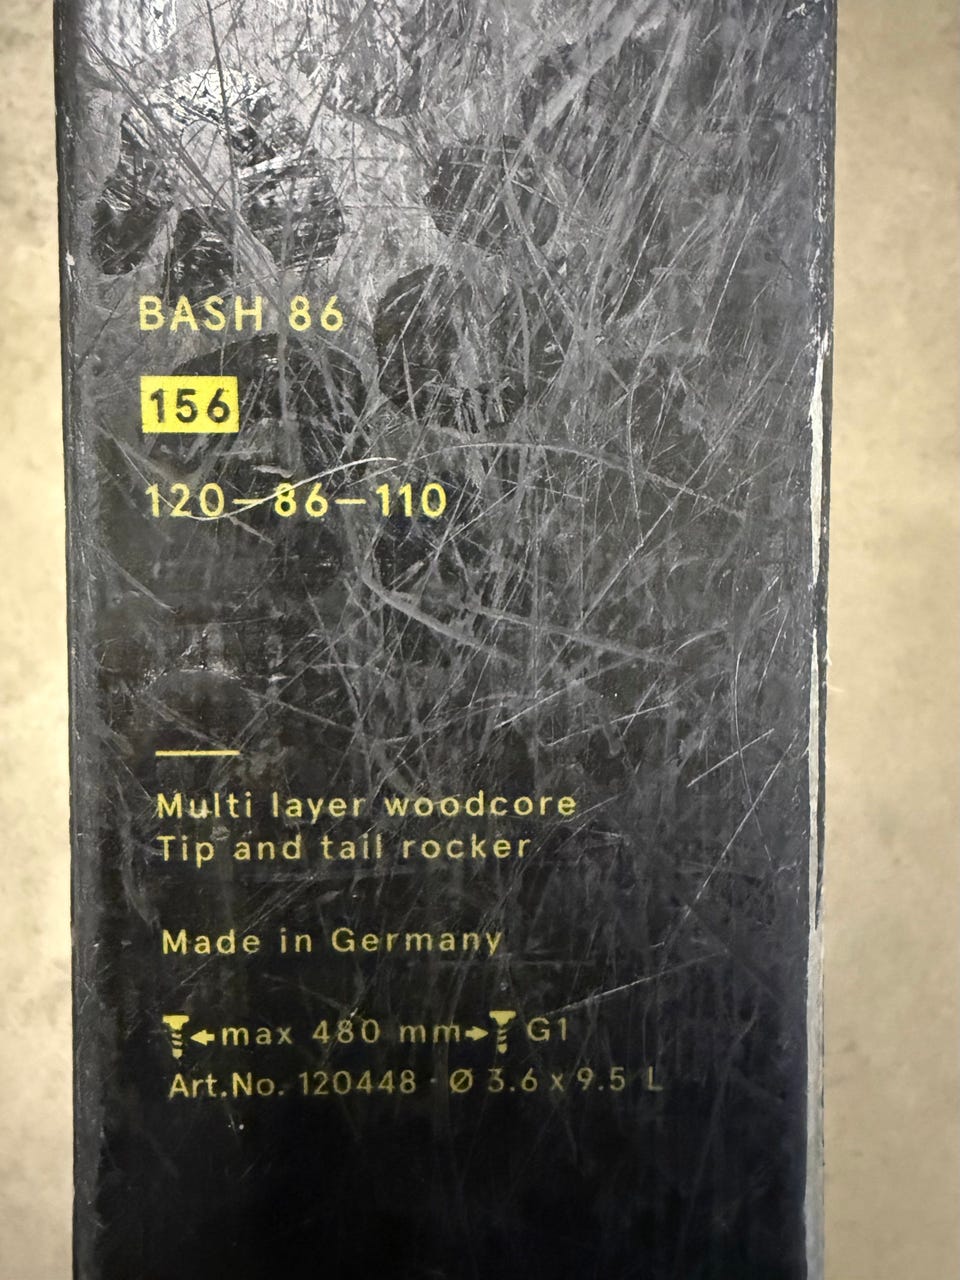 BASH 86
156
120–86–110
Multi layer woodcore
Tip and tail rocker
Made in Germany
max 480 mm G1
Art.No. 120448 · Ø 3.6 x 9.5 L